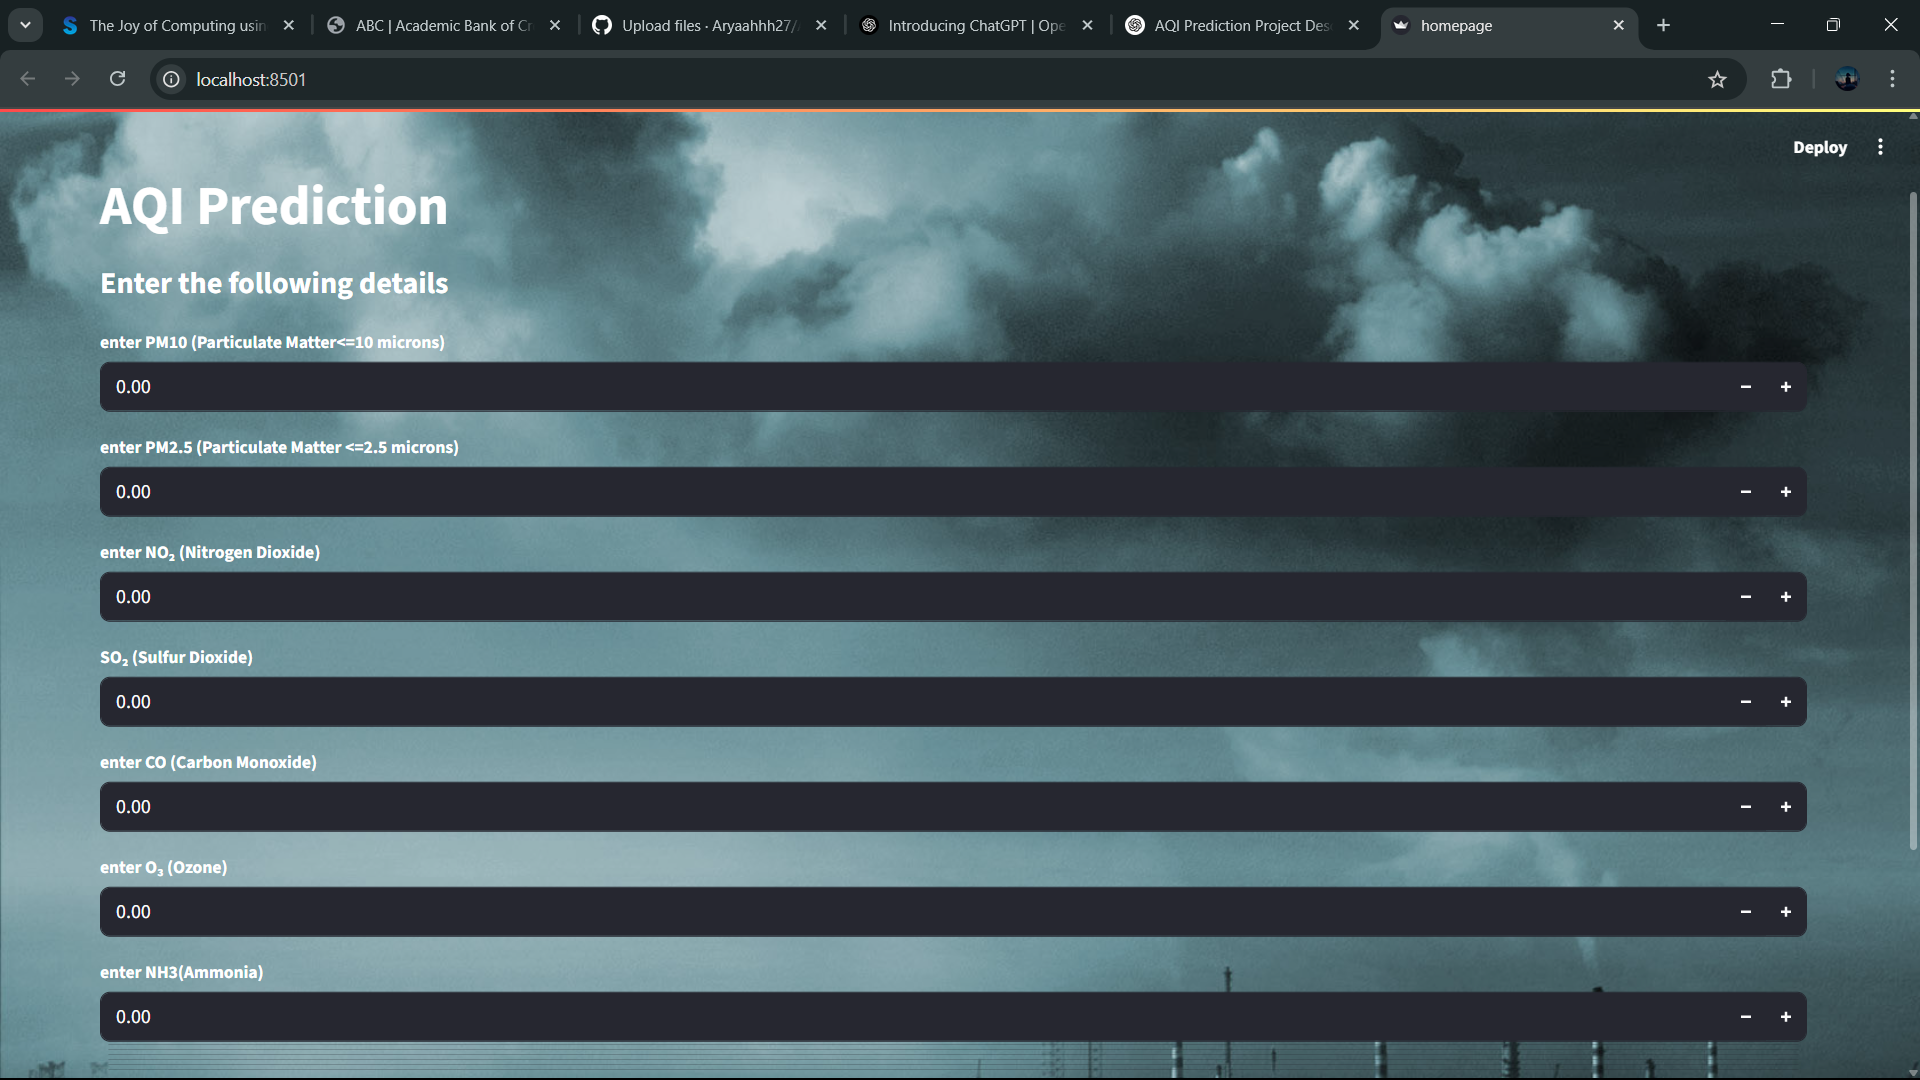 The Joy of Computing usin
ABC | Academic Bank of Cr
Upload files · Aryaahhh27/
Introducing ChatGPT | Ope
AQI Prediction Project Des
homepage
localhost:8501
Deploy
AQI Prediction
Enter the following details
enter PM10 (Particulate Matter<=10 microns)
0.00
enter PM2.5 (Particulate Matter <=2.5 microns)
0.00
enter NO₂ (Nitrogen Dioxide)
0.00
SO₂ (Sulfur Dioxide)
0.00
enter CO (Carbon Monoxide)
0.00
enter O₃ (Ozone)
0.00
enter NH3(Ammonia)
0.00